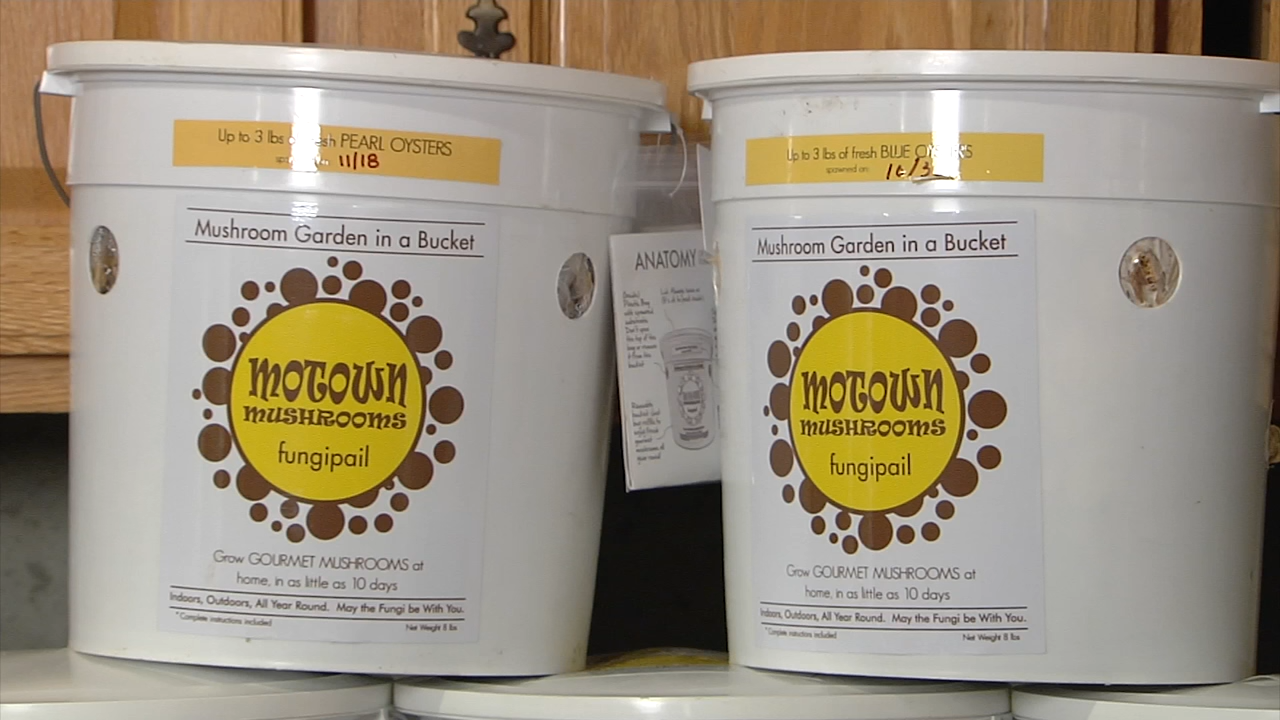 Up to 3 lbs fresh PEARL OYSTERS
11/18
Mushroom Garden in a Bucket
MOTOWN
MUSHROOMS
fungipail
Grow GOURMET MUSHROOMS at
home, in as little as 10 days
Indoors, Outdoors, All Year Round. May the Fungi be With You.
*Complete instructions included
Net Weight 8 lbs
ANATOMY
Up to 3 lbs of fresh BLUE OYSTERS
spawned on:
Mushroom Garden in a Bucket
MOTOWN
MUSHROOMS
fungipail
Grow GOURMET MUSHROOMS at
home, in as little as 10 days
Indoors, Outdoors, All Year Round. May the Fungi be With You.
*Complete instructions included
Net Weight 8 lbs